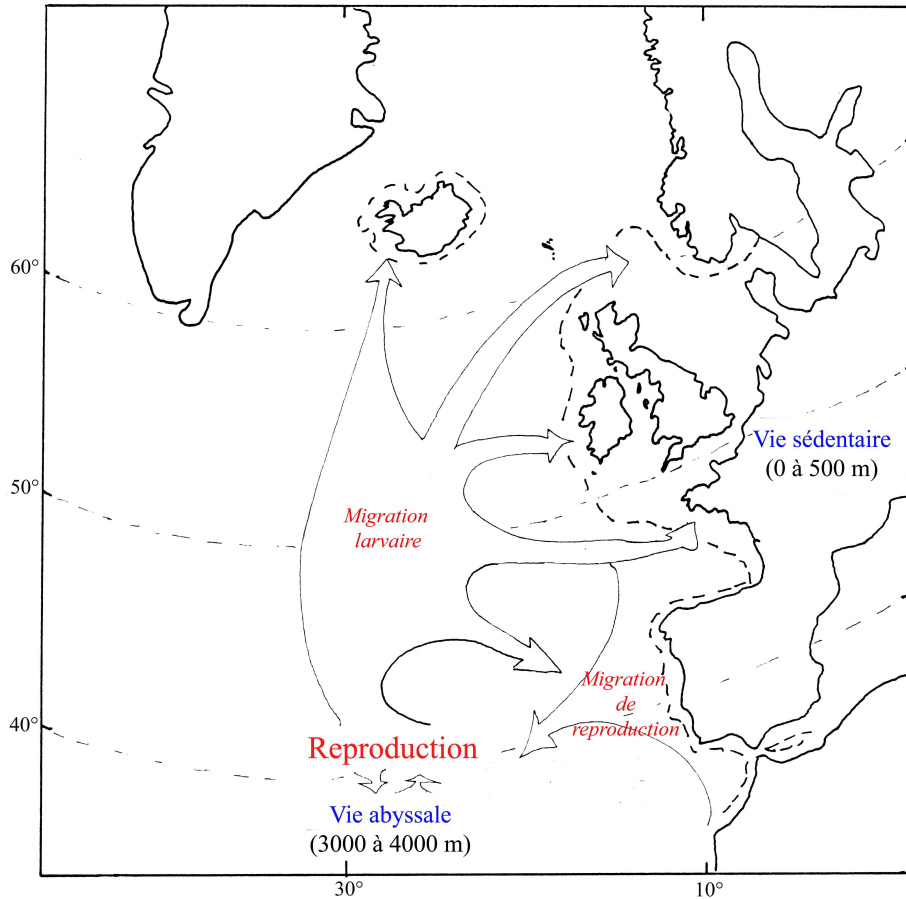 60°
Vie sédentaire
(0 à 500 m)
50°
Migration
larvaire
Migration
de
reproduction
40°
Reproduction
Vie abyssale
(3000 à 4000 m)
30°
10°